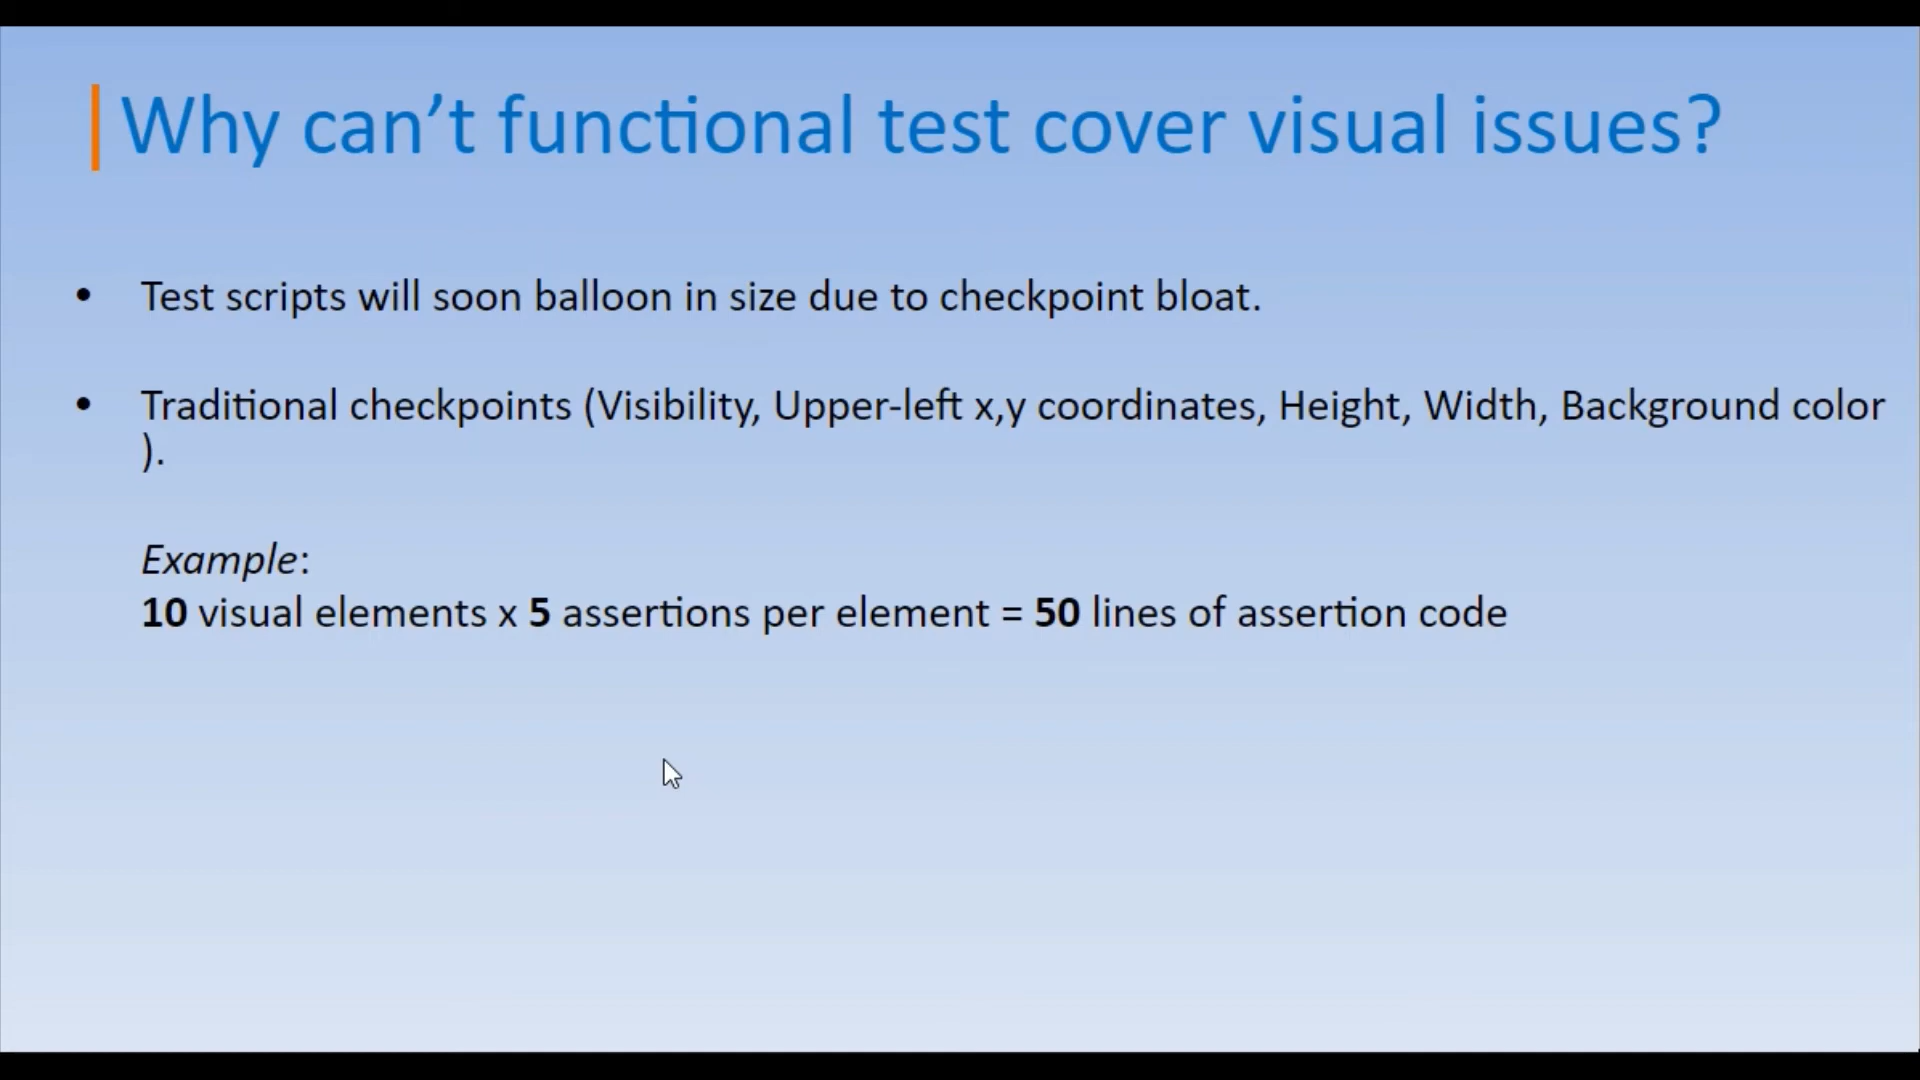 Why can’t functional test cover visual issues?
• Test scripts will soon balloon in size due to checkpoint bloat.
• Traditional checkpoints (Visibility, Upper-left x,y coordinates, Height, Width, Background color
).
Example:
10 visual elements x 5 assertions per element = 50 lines of assertion code